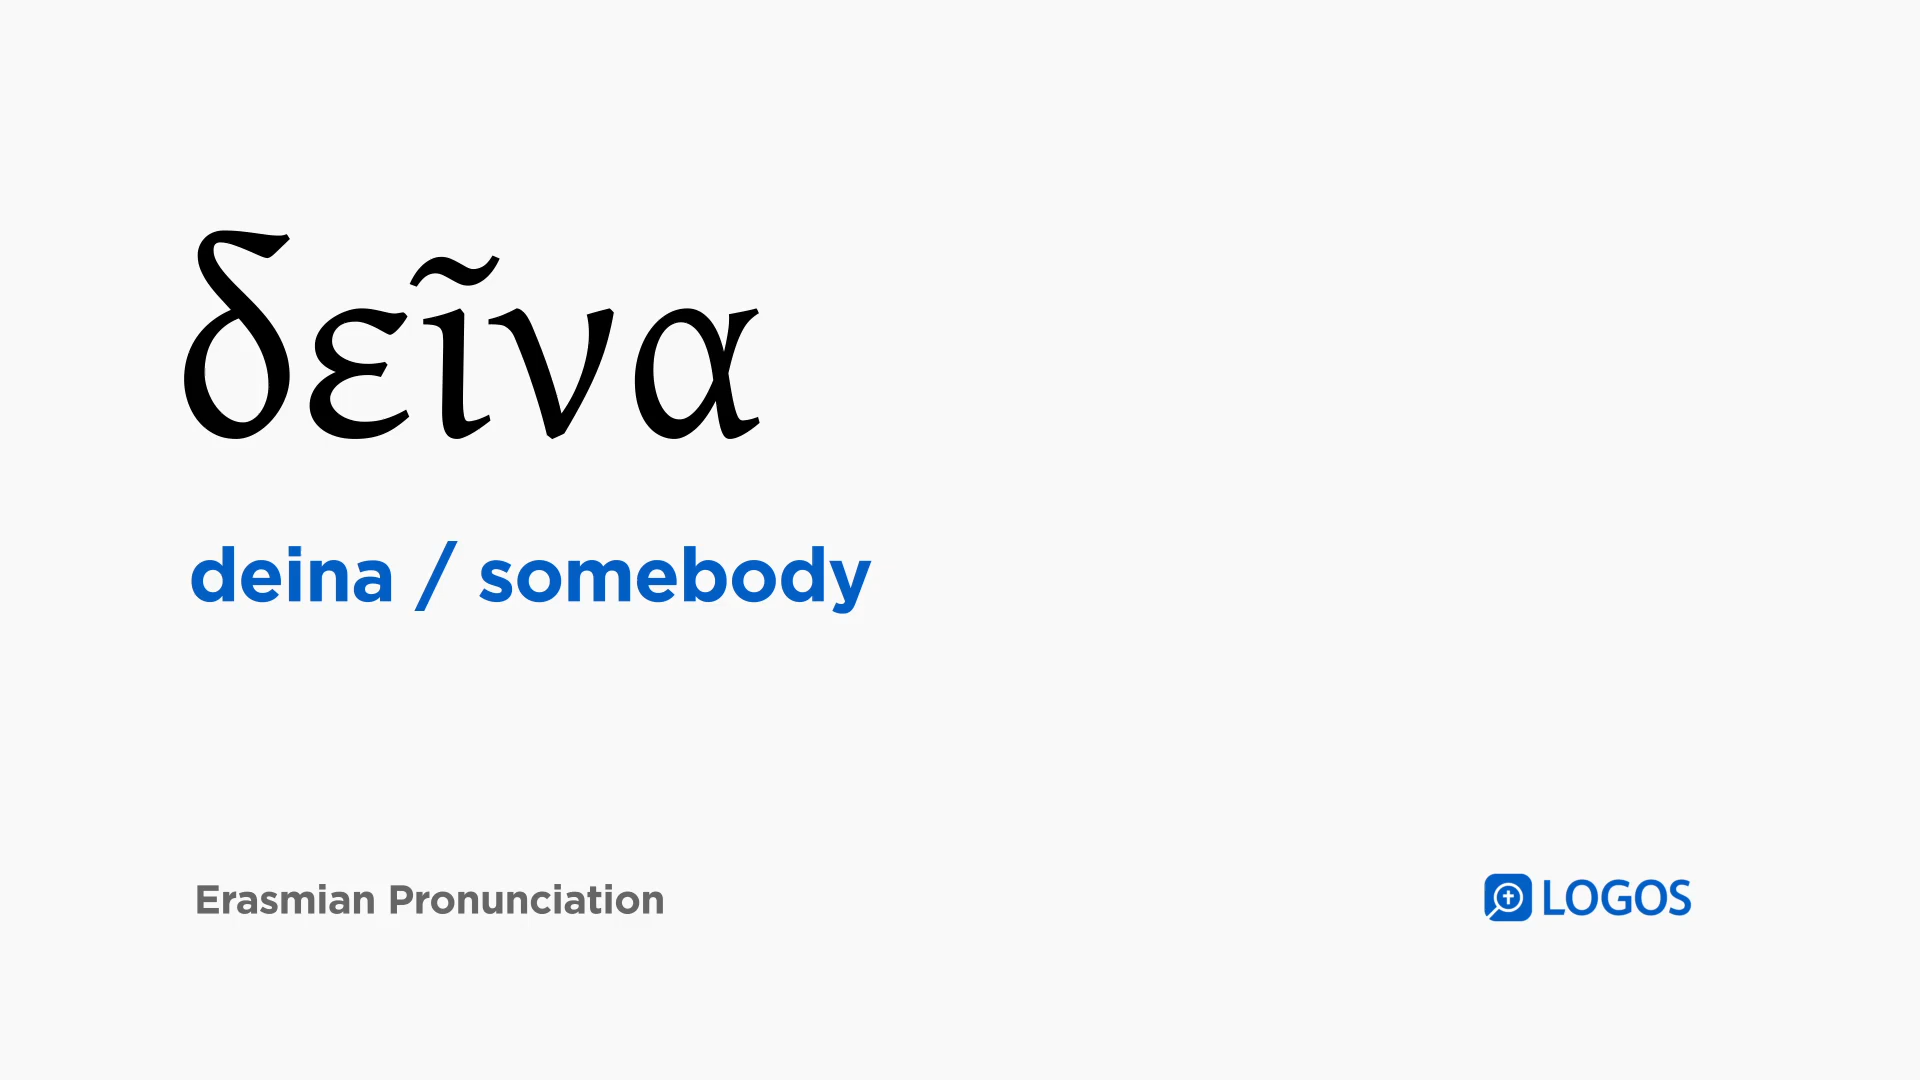 δεῖνα
deina / somebody
Erasmian Pronunciation
LOGOS